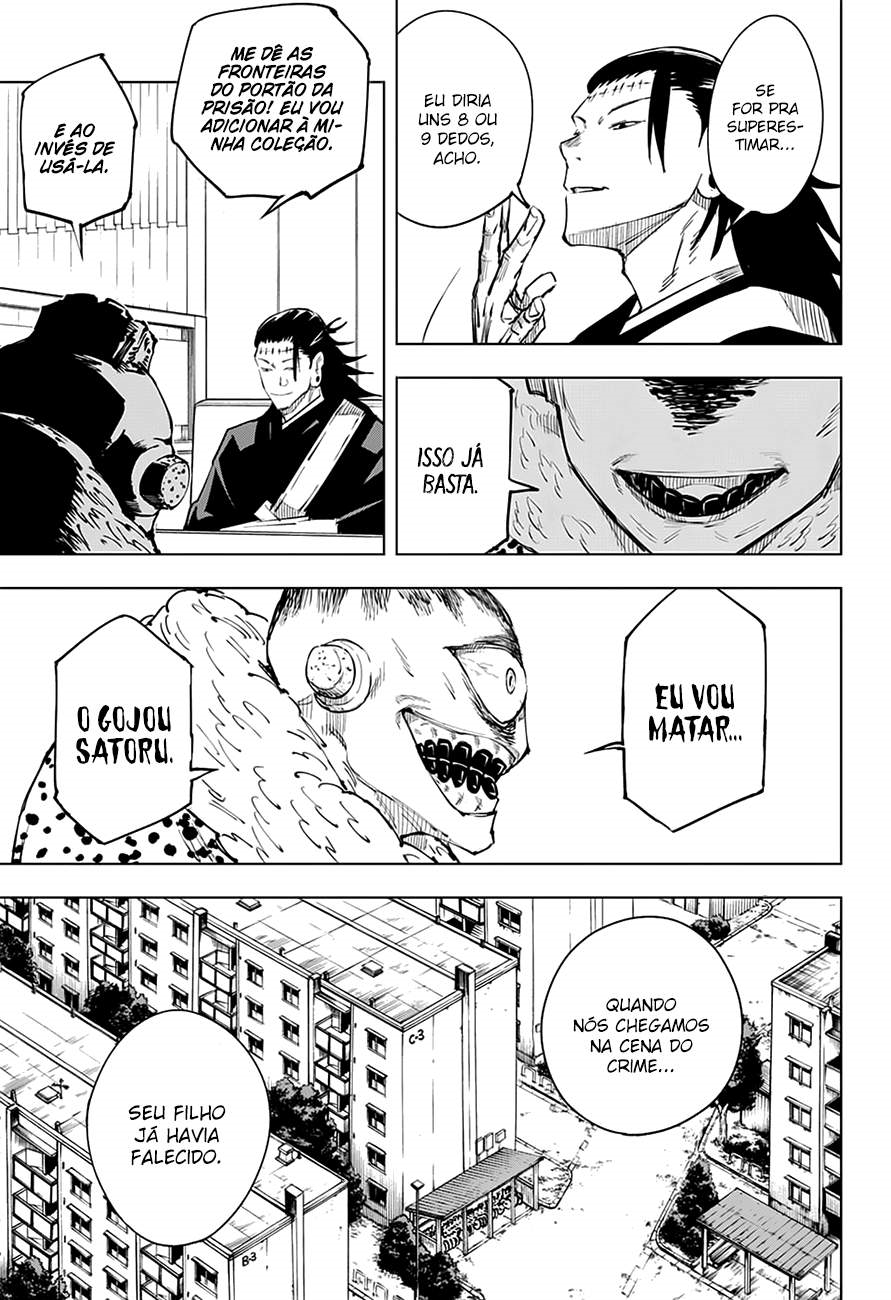 SE
FOR PRA
SUPERES-
TIMAR...
EU DIRIA
UNS 8 OU
9 DEDOS,
ACHO.
ISSO JÁ
BASTA.
ME DÊ AS
FRONTEIRAS
DO PORTÃO DA
PRISÃO! EU VOU
ADICIONAR À MI-
NHA COLEÇÃO.
E AO
INVÉS DE
USÁ-LA.
EU VOU
MATAR...
O GOJOU
SATORU.
QUANDO
NÓS CHEGAMOS
NA CENA DO
CRIME...
SEU FILHO
JÁ HAVIA
FALECIDO.
C-3
B-3